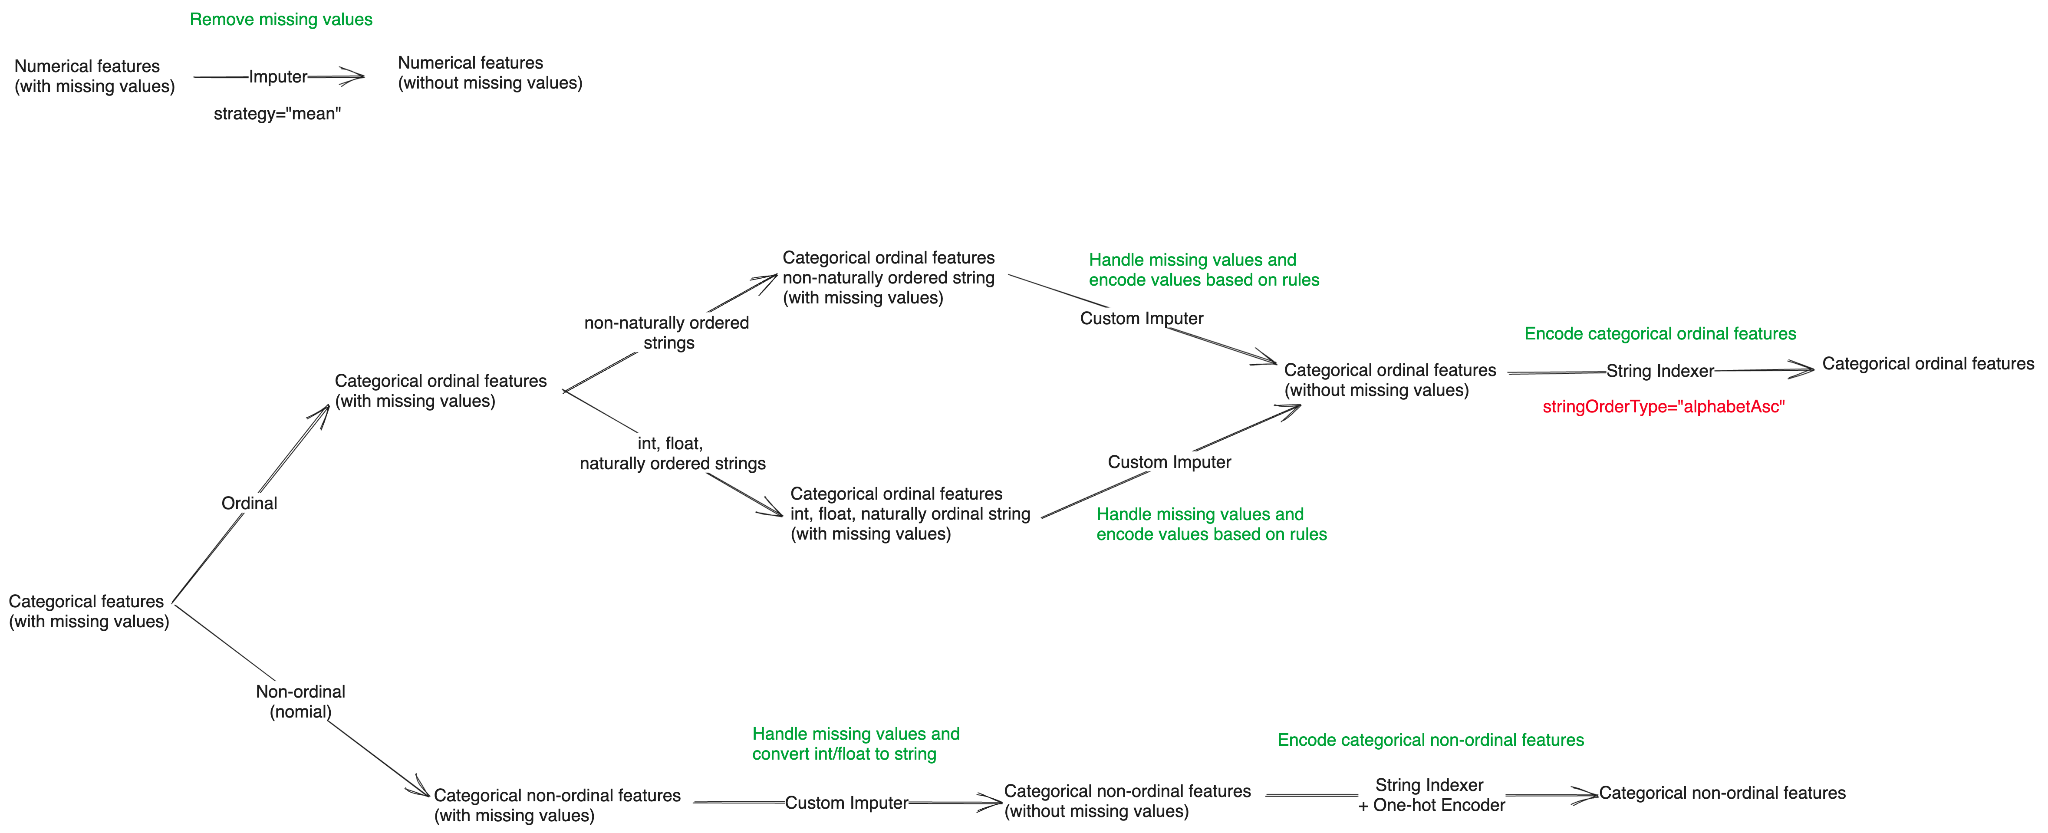 Remove missing values
Numerical features
(with missing values)
Imputer
strategy="mean"
Numerical features
(without missing values)
Categorical features
(with missing values)
Ordinal
Categorical ordinal features
(with missing values)
non-naturally ordered
strings
Categorical ordinal features
non-naturally ordered string
(with missing values)
Handle missing values and
encode values based on rules
Custom Imputer
int, float,
naturally ordered strings
Categorical ordinal features
int, float, naturally ordinal string
(with missing values)
Custom Imputer
Handle missing values and
encode values based on rules
Categorical ordinal features
(without missing values)
Encode categorical ordinal features
String Indexer
stringOrderType="alphabetAsc"
Categorical ordinal features
Non-ordinal
(nomial)
Categorical non-ordinal features
(with missing values)
Handle missing values and
convert int/float to string
Custom Imputer
Categorical non-ordinal features
(without missing values)
Encode categorical non-ordinal features
String Indexer
+ One-hot Encoder
Categorical non-ordinal features